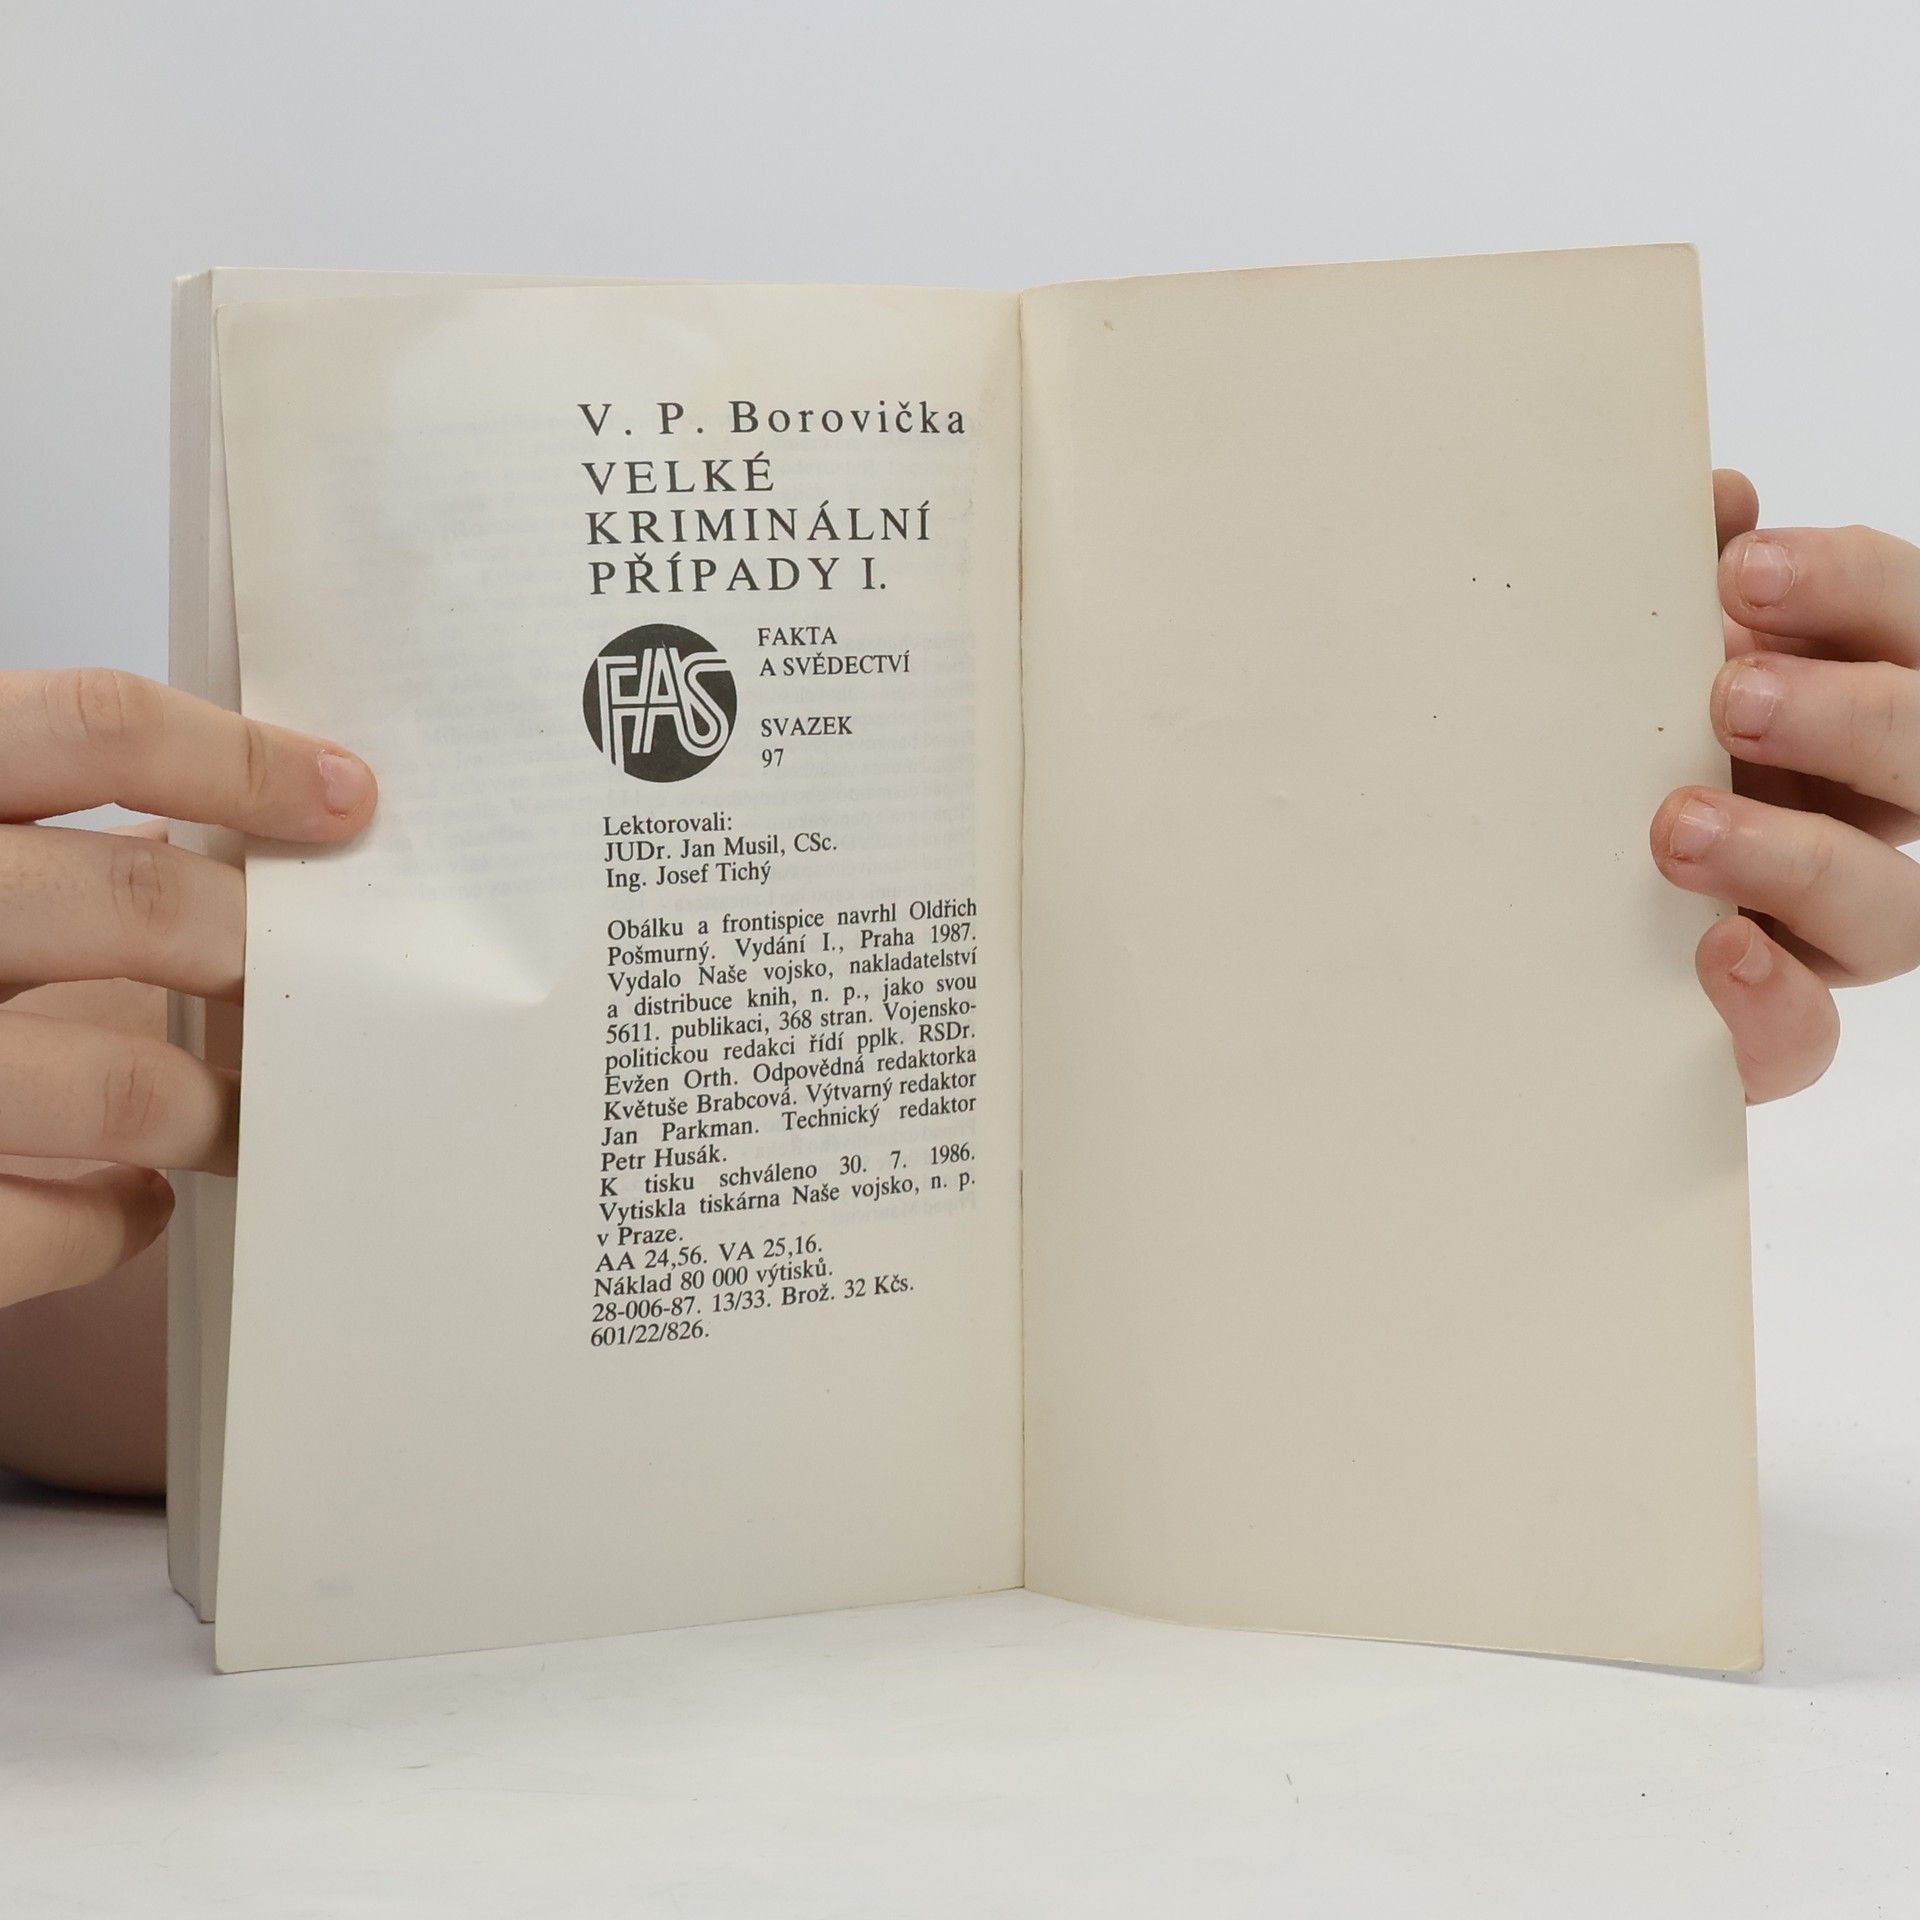 V. P. Borovička
VELKÉ
KRIMINÁLNÍ
PŘÍPADY I.
FAS
FAKTA
A SVĚDECTVÍ
SVAZEK
97
Lektorovali:
JUDr. Jan Musil, CSc.
Ing. Josef Tichý
Obálku a frontispice navrhl Oldřich
Pošmurný. Vydání I., Praha 1987.
Vydalo Naše vojsko, nakladatelství
a distribuce knih, n. p., jako svou
5611. publikaci, 368 stran. Vojensko-
politickou redakci řídí pplk. RSDr.
Evžen Orth. Odpovědná redaktorka
Květuše Brabcová. Výtvarný redaktor
Jan Parkman. Technický redaktor
Petr Husák.
K tisku schváleno 30. 7. 1986.
Vytiskla tiskárna Naše vojsko, n. p.
v Praze.
AA 24,56. VA 25,16.
Náklad 80 000 výtisků.
28-006-87. 13/33. Brož. 32 Kčs.
601/22/826.